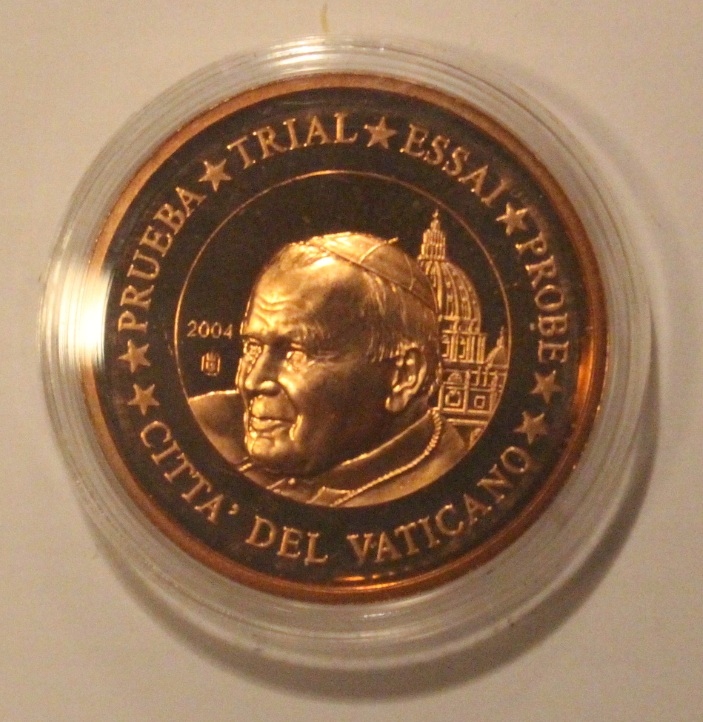 ★ PRUEBA ★ TRIAL ★ ESSAI ★ PROBE ★
2004
★ CITTA' DEL VATICANO ★